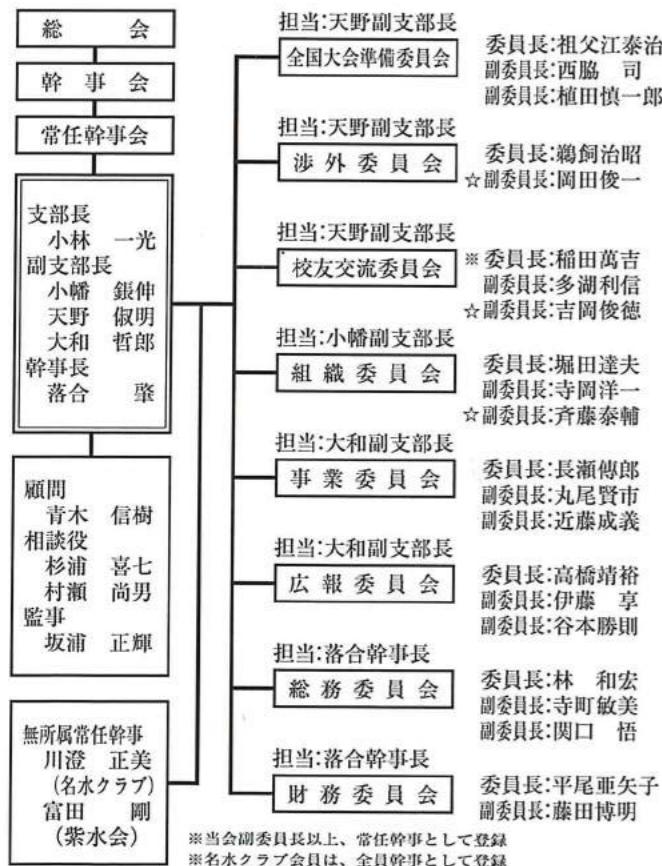 総会
幹事会
常任幹事会
支部長
小林 一光
副支部長
小幡 鋹伸
天野 俶明
大和 哲郎
幹事長
落合 肇
顧問
青木 信樹
相談役
杉浦 喜七
村瀬 尚男
監事
坂浦 正輝
無所属常任幹事
川澄 正美
(名水クラブ)
富田 剛
(紫水会)
担当:天野副支部長
全国大会準備委員会
委員長:祖父江泰治
副委員長:西脇 司
副委員長:植田慎一郎
担当:天野副支部長
渉外委員会
委員長:鵜飼治昭
☆副委員長:岡田俊一
担当:天野副支部長
校友交流委員会
※委員長:稲田萬吉
副委員長:多湖利信
☆副委員長:吉岡俊徳
担当:小幡副支部長
組織委員会
委員長:堀田達夫
副委員長:寺岡洋一
☆副委員長:斉藤泰輔
担当:大和副支部長
事業委員会
委員長:長瀬傳郎
副委員長:丸尾賢市
副委員長:近藤成義
担当:大和副支部長
広報委員会
委員長:高橋靖裕
副委員長:伊藤 享
副委員長:谷本勝則
担当:落合幹事長
総務委員会
委員長:林 和宏
副委員長:寺町敏美
副委員長:関口 悟
担当:落合幹事長
財務委員会
委員長:平尾亜矢子
副委員長:藤田博明
※当会副委員長以上、常任幹事として登録
※名水クラブ会員は、全員幹事として登録